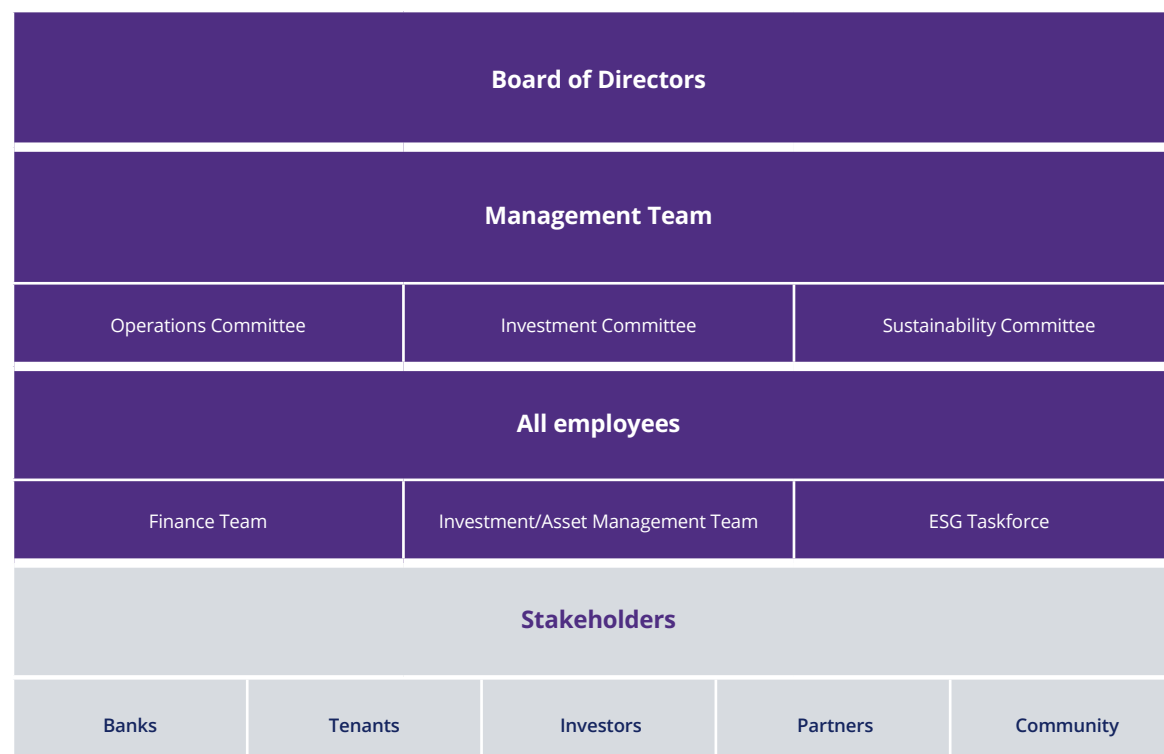 Board of Directors
Management Team
Operations Committee
Investment Committee
Sustainability Committee
All employees
Finance Team
Investment/Asset Management Team
ESG Taskforce
Stakeholders
Banks
Tenants
Investors
Partners
Community